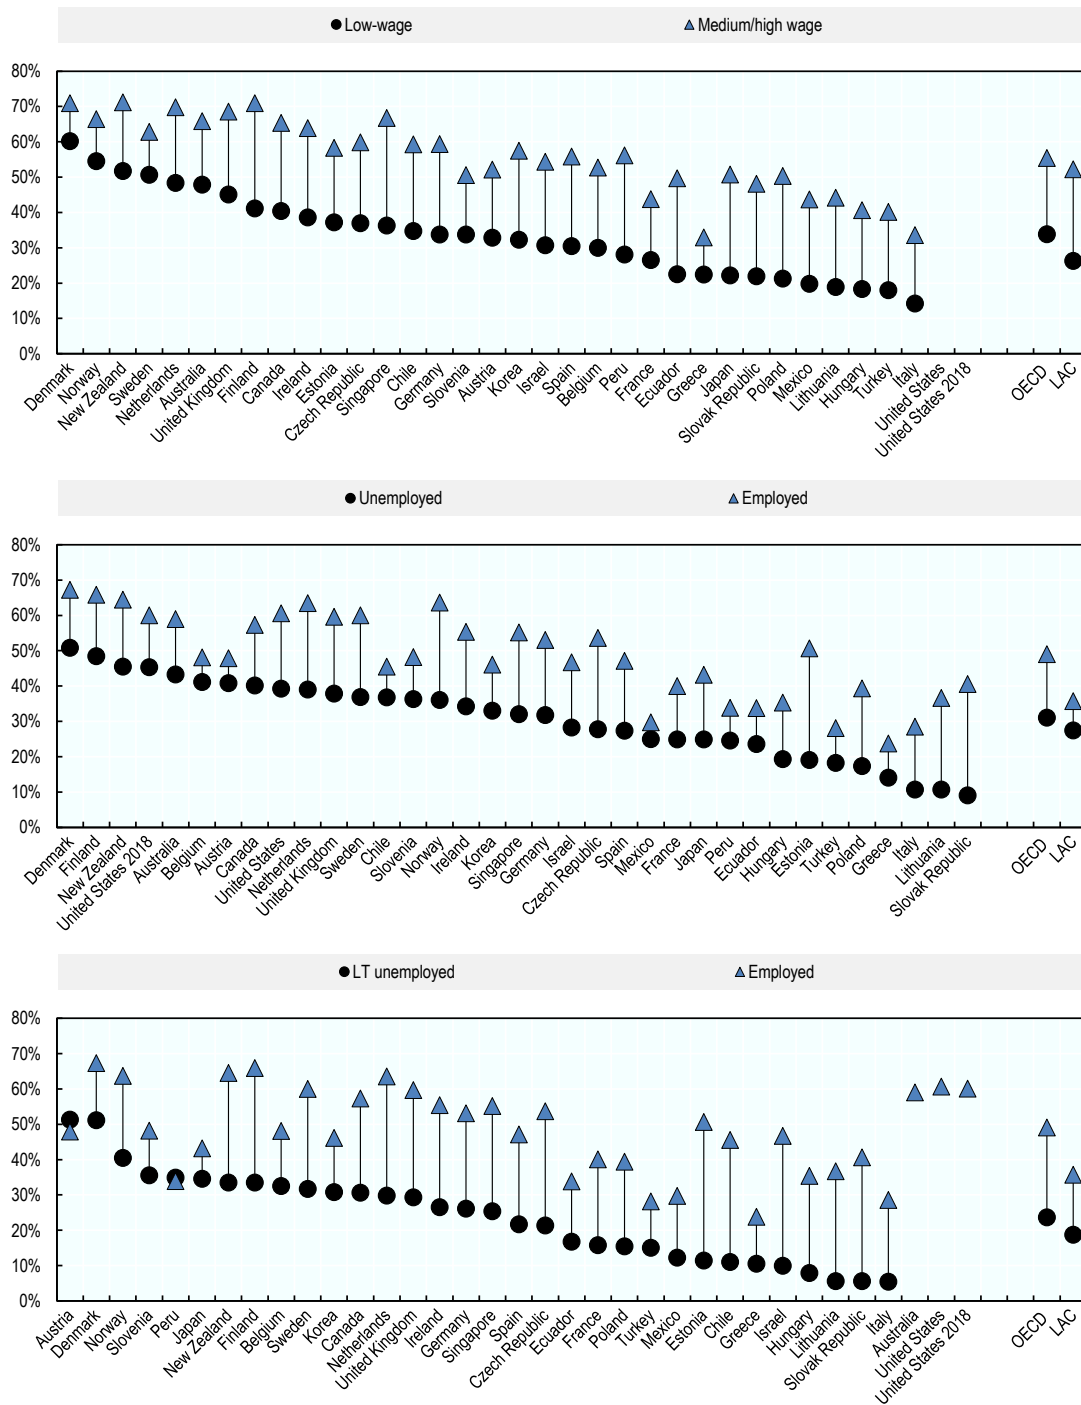 Low-wage Medium/high wage
80%
70%
60%
50%
40%
30%
20%
10%
0%
Denmark
Norway
New Zealand
Sweden
Netherlands
Australia
United Kingdom
Finland
Canada
Ireland
Estonia
Czech Republic
Singapore
Chile
Germany
Slovenia
Austria
Korea
Israel
Spain
Belgium
Peru
France
Ecuador
Greece
Japan
Slovak Republic
Poland
Mexico
Lithuania
Hungary
Turkey
Italy
United States
United States 2018
OECD
LAC
Unemployed Employed
80%
70%
60%
50%
40%
30%
20%
10%
0%
Denmark
Finland
New Zealand
United States 2018
Australia
Belgium
Austria
Canada
United States
Netherlands
United Kingdom
Sweden
Chile
Slovenia
Norway
Ireland
Korea
Singapore
Germany
Israel
Czech Republic
Spain
Mexico
France
Japan
Peru
Ecuador
Hungary
Estonia
Turkey
Poland
Greece
Italy
Lithuania
Slovak Republic
OECD
LAC
LT unemployed Employed
80%
70%
60%
50%
40%
30%
20%
10%
0%
Austria
Denmark
Norway
Slovenia
Peru
Japan
New Zealand
Finland
Belgium
Sweden
Korea
Canada
Netherlands
United Kingdom
Ireland
Germany
Singapore
Spain
Czech Republic
Ecuador
France
Poland
Turkey
Mexico
Estonia
Chile
Greece
Israel
Hungary
Lithuania
Slovak Republic
Italy
Australia
United States
United States 2018
OECD
LAC